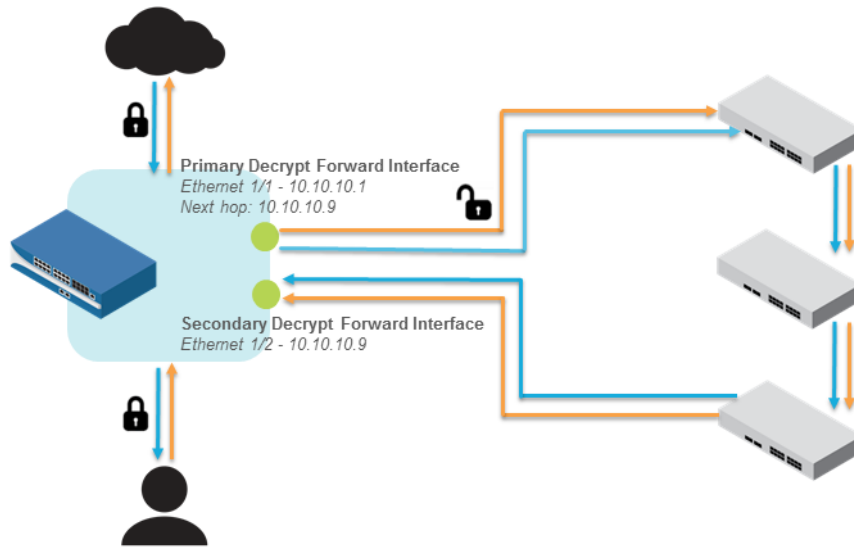 Primary Decrypt Forward Interface
Ethernet 1/1 - 10.10.10.1
Next hop: 10.10.10.9
Secondary Decrypt Forward Interface
Ethernet 1/2 - 10.10.10.9